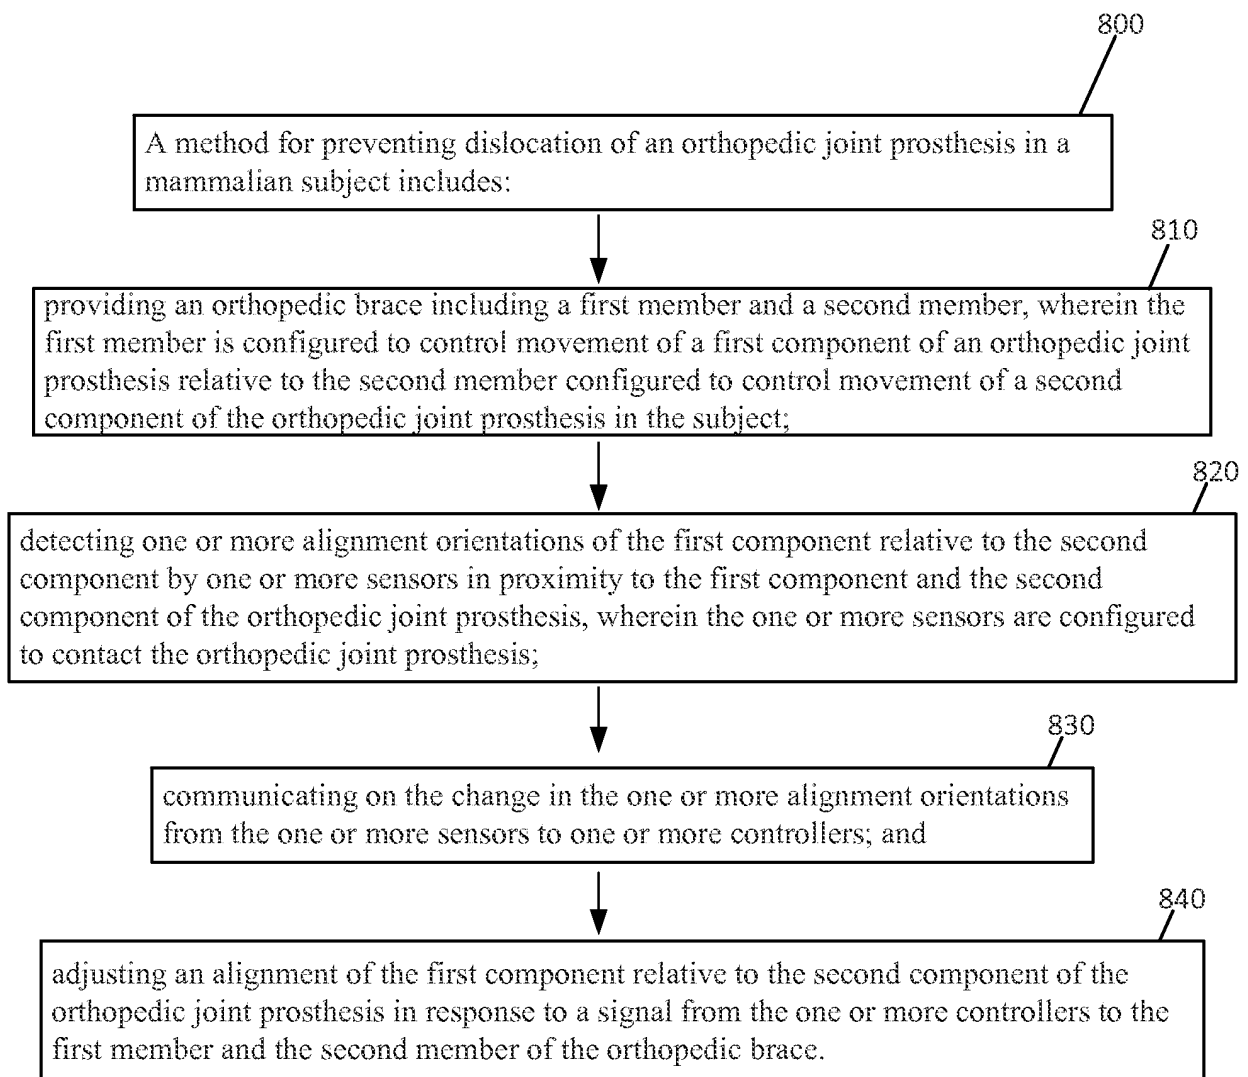 800
A method for preventing dislocation of an orthopedic joint prosthesis in a
mammalian subject includes:
810
providing an orthopedic brace including a first member and a second member, wherein the
first member is configured to control movement of a first component of an orthopedic joint
prosthesis relative to the second member configured to control movement of a second
component of the orthopedic joint prosthesis in the subject;
820
detecting one or more alignment orientations of the first component relative to the second
component by one or more sensors in proximity to the first component and the second
component of the orthopedic joint prosthesis, wherein the one or more sensors are configured
to contact the orthopedic joint prosthesis;
830
communicating on the change in the one or more alignment orientations
from the one or more sensors to one or more controllers; and
840
adjusting an alignment of the first component relative to the second component of the
orthopedic joint prosthesis in response to a signal from the one or more controllers to the
first member and the second member of the orthopedic brace.